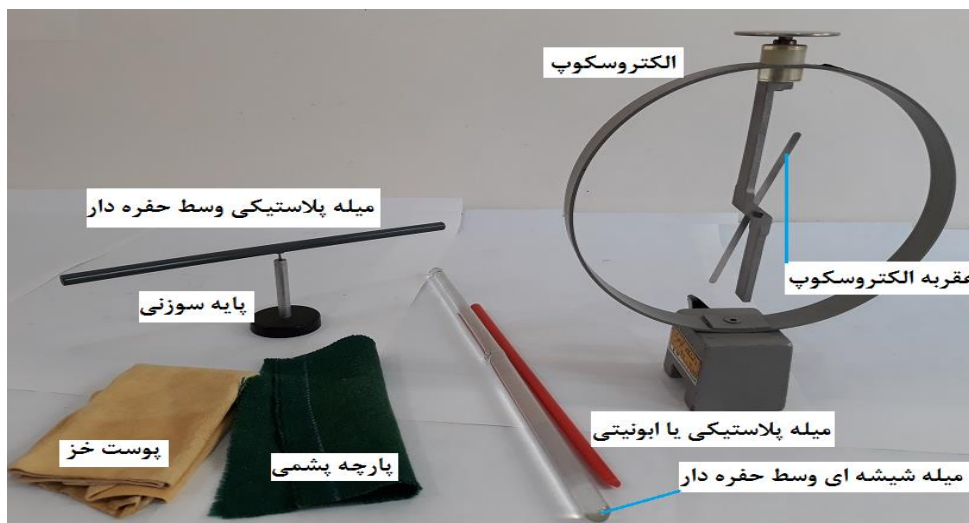 الکتروسکوپ
میله پلاستیکی وسط حفره دار
عقربه الکتروسکوپ
پایه سوزنی
میله پلاستیکی یا ابونیتی
پوست خز
پارچه پشمی
میله شیشه ای وسط حفره دار